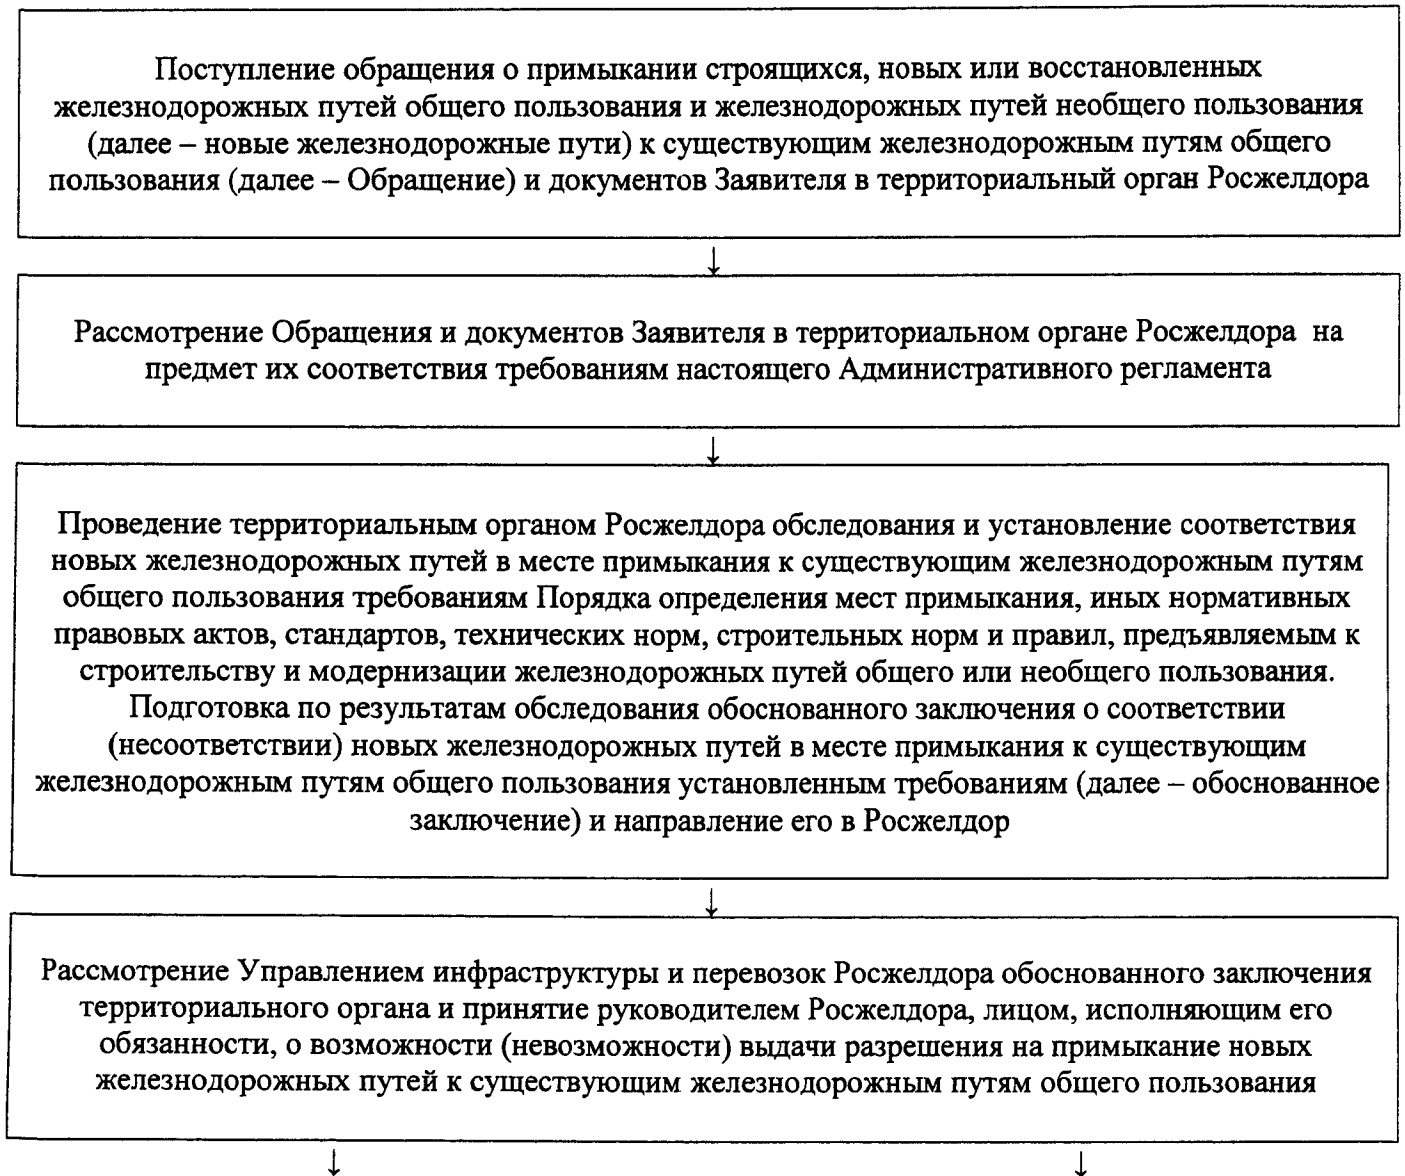 Поступление обращения о примыкании строящихся, новых или восстановленных
железнодорожных путей общего пользования и железнодорожных путей необщего пользования
(далее – новые железнодорожные пути) к существующим железнодорожным путям общего
пользования (далее – Обращение) и документов Заявителя в территориальный орган Росжелдора
↓
Рассмотрение Обращения и документов Заявителя в территориальном органе Росжелдора на
предмет их соответствия требованиям настоящего Административного регламента
↓
Проведение территориальным органом Росжелдора обследования и установление соответствия
новых железнодорожных путей в месте примыкания к существующим железнодорожным путям
общего пользования требованиям Порядка определения мест примыкания, иных нормативных
правовых актов, стандартов, технических норм, строительных норм и правил, предъявляемым к
строительству и модернизации железнодорожных путей общего или необщего пользования.
Подготовка по результатам обследования обоснованного заключения о соответствии
(несоответствии) новых железнодорожных путей в месте примыкания к существующим
железнодорожным путям общего пользования установленным требованиям (далее – обоснованное
заключение) и направление его в Росжелдор
↓
Рассмотрение Управлением инфраструктуры и перевозок Росжелдора обоснованного заключения
территориального органа и принятие руководителем Росжелдора, лицом, исполняющим его
обязанности, о возможности (невозможности) выдачи разрешения на примыкание новых
железнодорожных путей к существующим железнодорожным путям общего пользования
↓ ↓